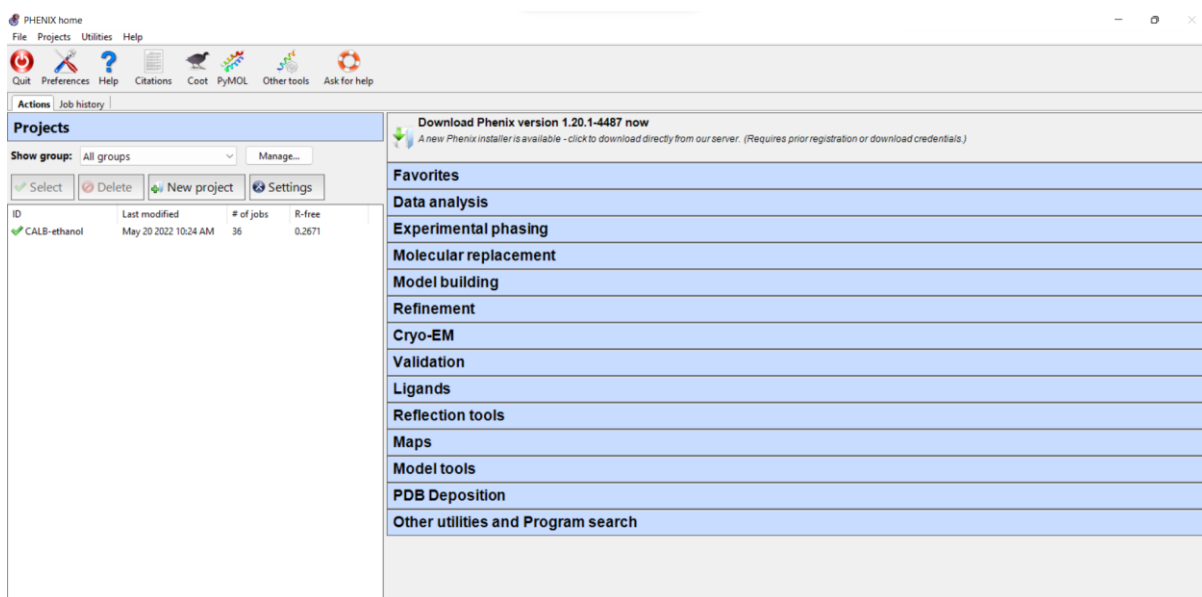 PHENIX home
File Projects Utilities Help
Quit Preferences Help Citations Coot PyMOL Other tools Ask for help
Actions Job history
Projects
Show group: All groups Manage...
Select Delete New project Settings
ID Last modified # of jobs R-free
CALB-ethanol May 20 2022 10:24 AM 36 0.2671
Download Phenix version 1.20.1-4487 now
A new Phenix installer is available - click to download directly from our server. (Requires prior registration or download credentials.)
Favorites
Data analysis
Experimental phasing
Molecular replacement
Model building
Refinement
Cryo-EM
Validation
Ligands
Reflection tools
Maps
Model tools
PDB Deposition
Other utilities and Program search